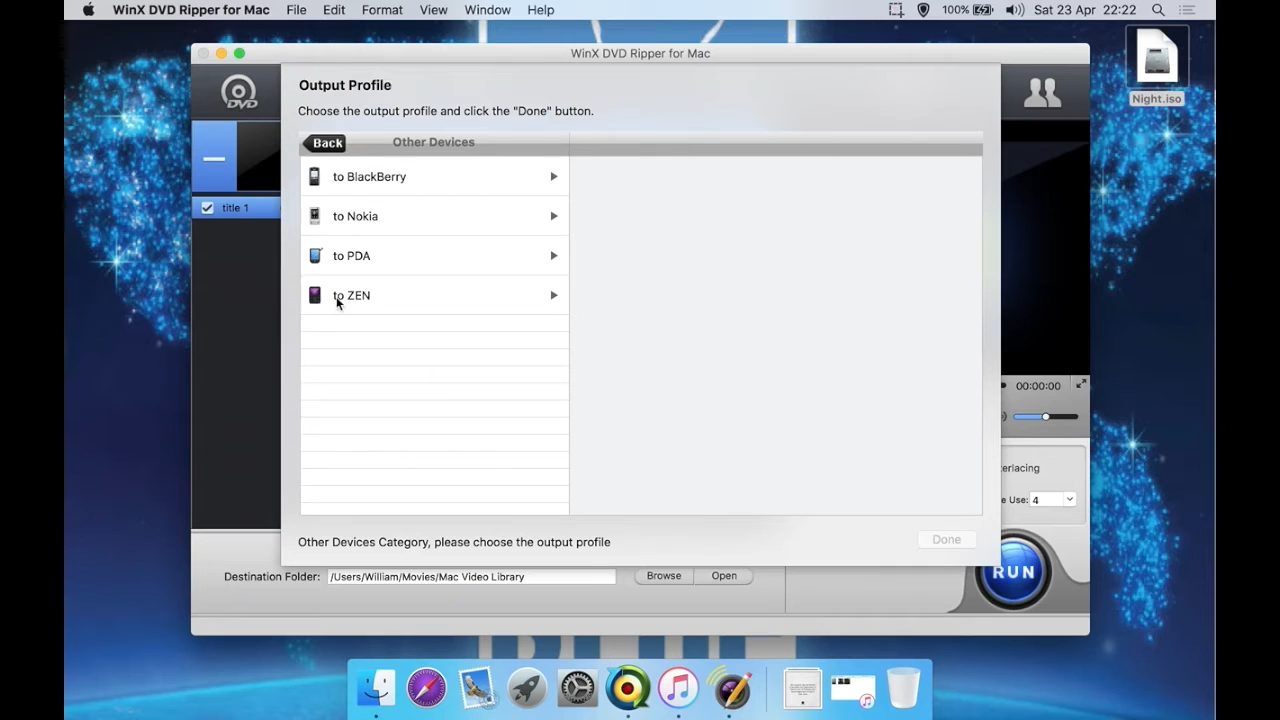 WinX DVD Ripper for Mac File Edit Format View Window Help 100% Sat 23 Apr 22:22
WinX DVD Ripper for Mac
Night.iso
DVD
Output Profile
Choose the output profile and click the "Done" button.
Back Other Devices
to BlackBerry
to Nokia
to PDA
to ZEN
title 1
00:00:00
erlacing
e Use: 4
Other Devices Category, please choose the output profile
Done
Destination Folder: /Users/William/Movies/Mac Video Library Browse Open
RUN